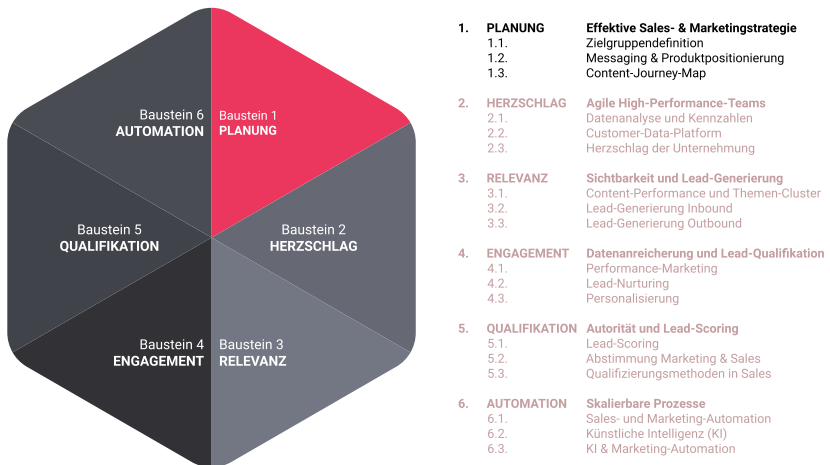 Baustein 6
AUTOMATION
Baustein 1
PLANUNG
Baustein 5
QUALIFIKATION
Baustein 2
HERZSCHLAG
Baustein 4
ENGAGEMENT
Baustein 3
RELEVANZ
1. PLANUNG Effektive Sales- & Marketingstrategie
1.1. Zielgruppendefinition
1.2. Messaging & Produktpositionierung
1.3. Content-Journey-Map
2. HERZSCHLAG Agile High-Performance-Teams
2.1. Datenanalyse und Kennzahlen
2.2. Customer-Data-Platform
2.3. Herzschlag der Unternehmung
3. RELEVANZ Sichtbarkeit und Lead-Generierung
3.1. Content-Performance und Themen-Cluster
3.2. Lead-Generierung Inbound
3.3. Lead-Generierung Outbound
4. ENGAGEMENT Datenanreicherung und Lead-Qualifikation
4.1. Performance-Marketing
4.2. Lead-Nurturing
4.3. Personalisierung
5. QUALIFIKATION Autorität und Lead-Scoring
5.1. Lead-Scoring
5.2. Abstimmung Marketing & Sales
5.3. Qualifizierungsmethoden in Sales
6. AUTOMATION Skalierbare Prozesse
6.1. Sales- und Marketing-Automation
6.2. Künstliche Intelligenz (KI)
6.3. KI & Marketing-Automation